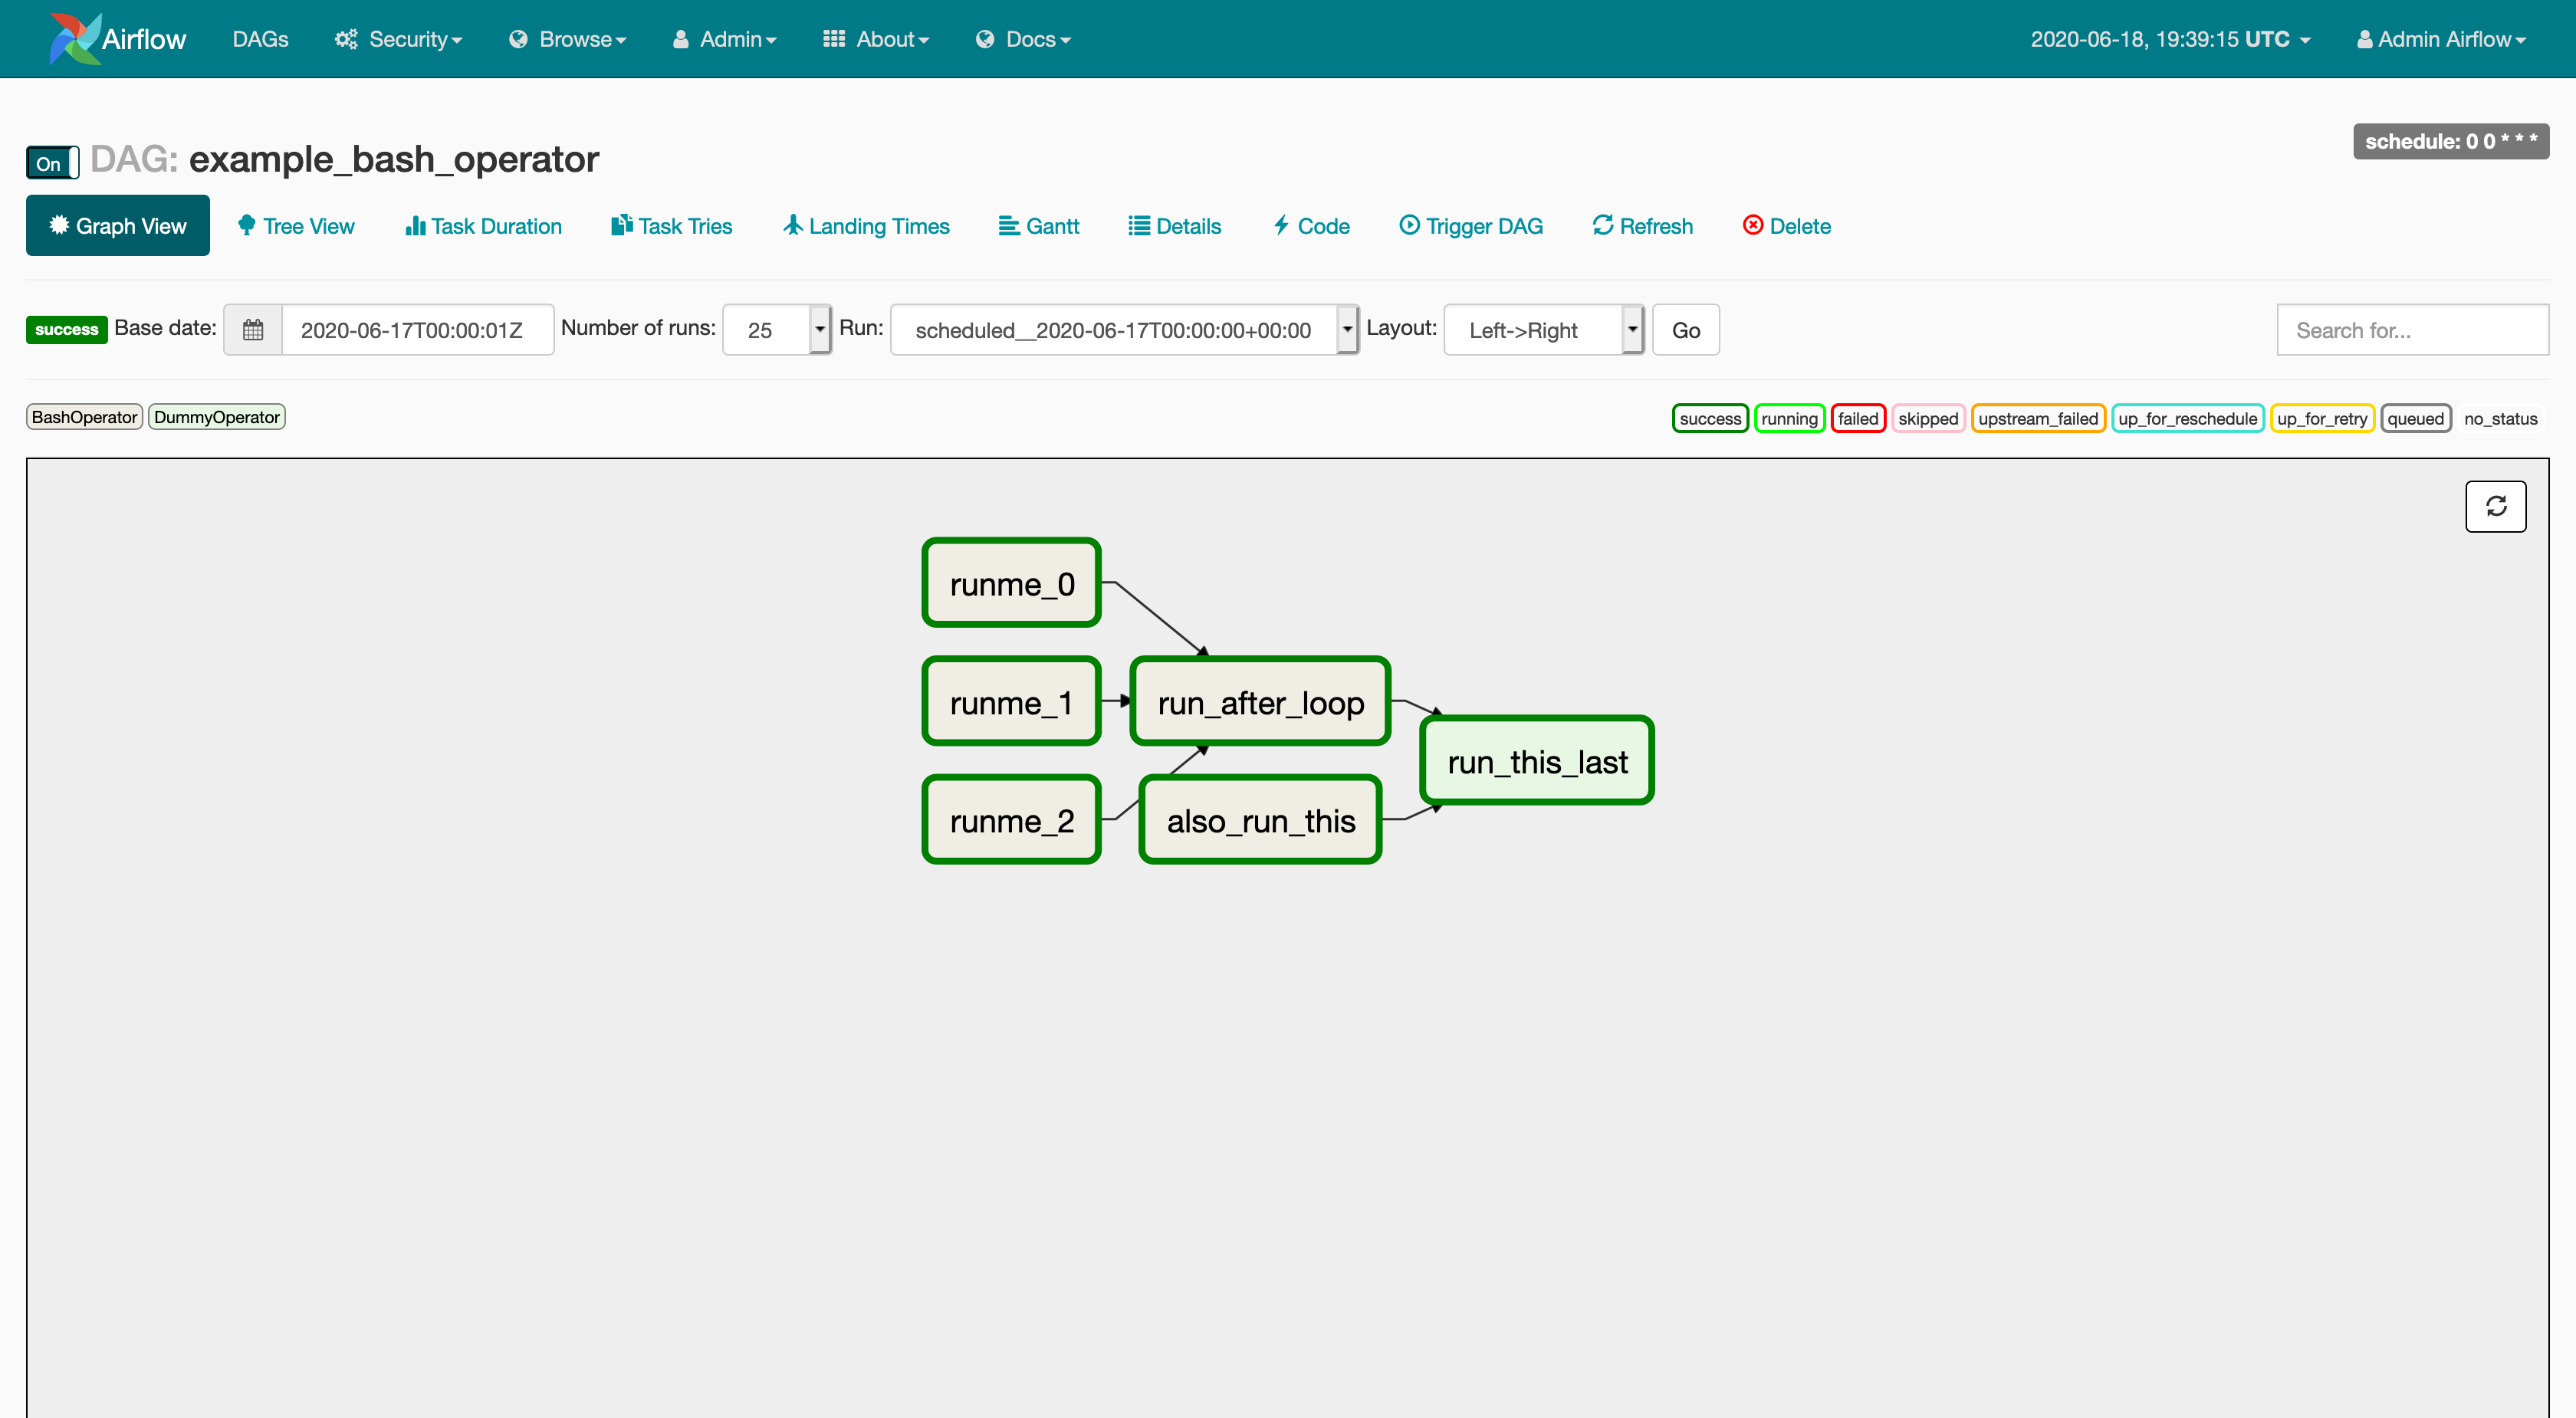 Airflow DAGs Security Browse Admin About Docs 2020-06-18, 19:39:15 UTC Admin Airflow
schedule: 0 0 * * *
On DAG: example_bash_operator
Graph View Tree View Task Duration Task Tries Landing Times Gantt Details Code Trigger DAG Refresh Delete
success Base date: 2020-06-17T00:00:01Z Number of runs: 25 Run: scheduled__2020-06-17T00:00:00+00:00 Layout: Left->Right Go Search for...
BashOperator DummyOperator success running failed skipped upstream_failed up_for_reschedule up_for_retry queued no_status
runme_0
runme_1 run_after_loop
run_this_last
runme_2 also_run_this